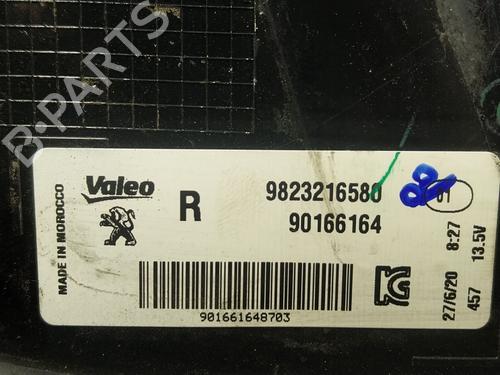 B-PARTS
Valeo
R
9823216580
01
90166164
MADE IN MOROCCO
27/6/20 8:27
457 13.5V
901661648703